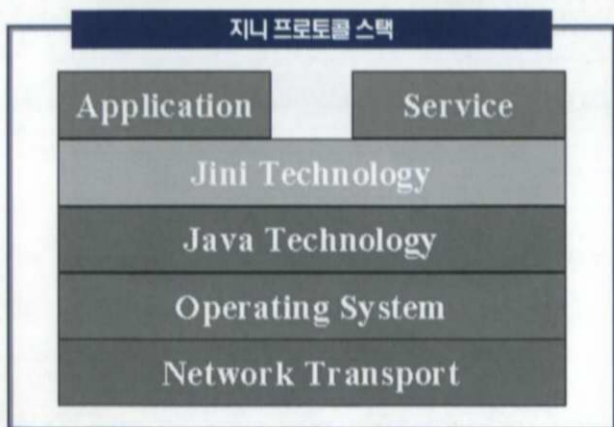 지니 프로토콜 스택
Application Service
Jini Technology
Java Technology
Operating System
Network Transport